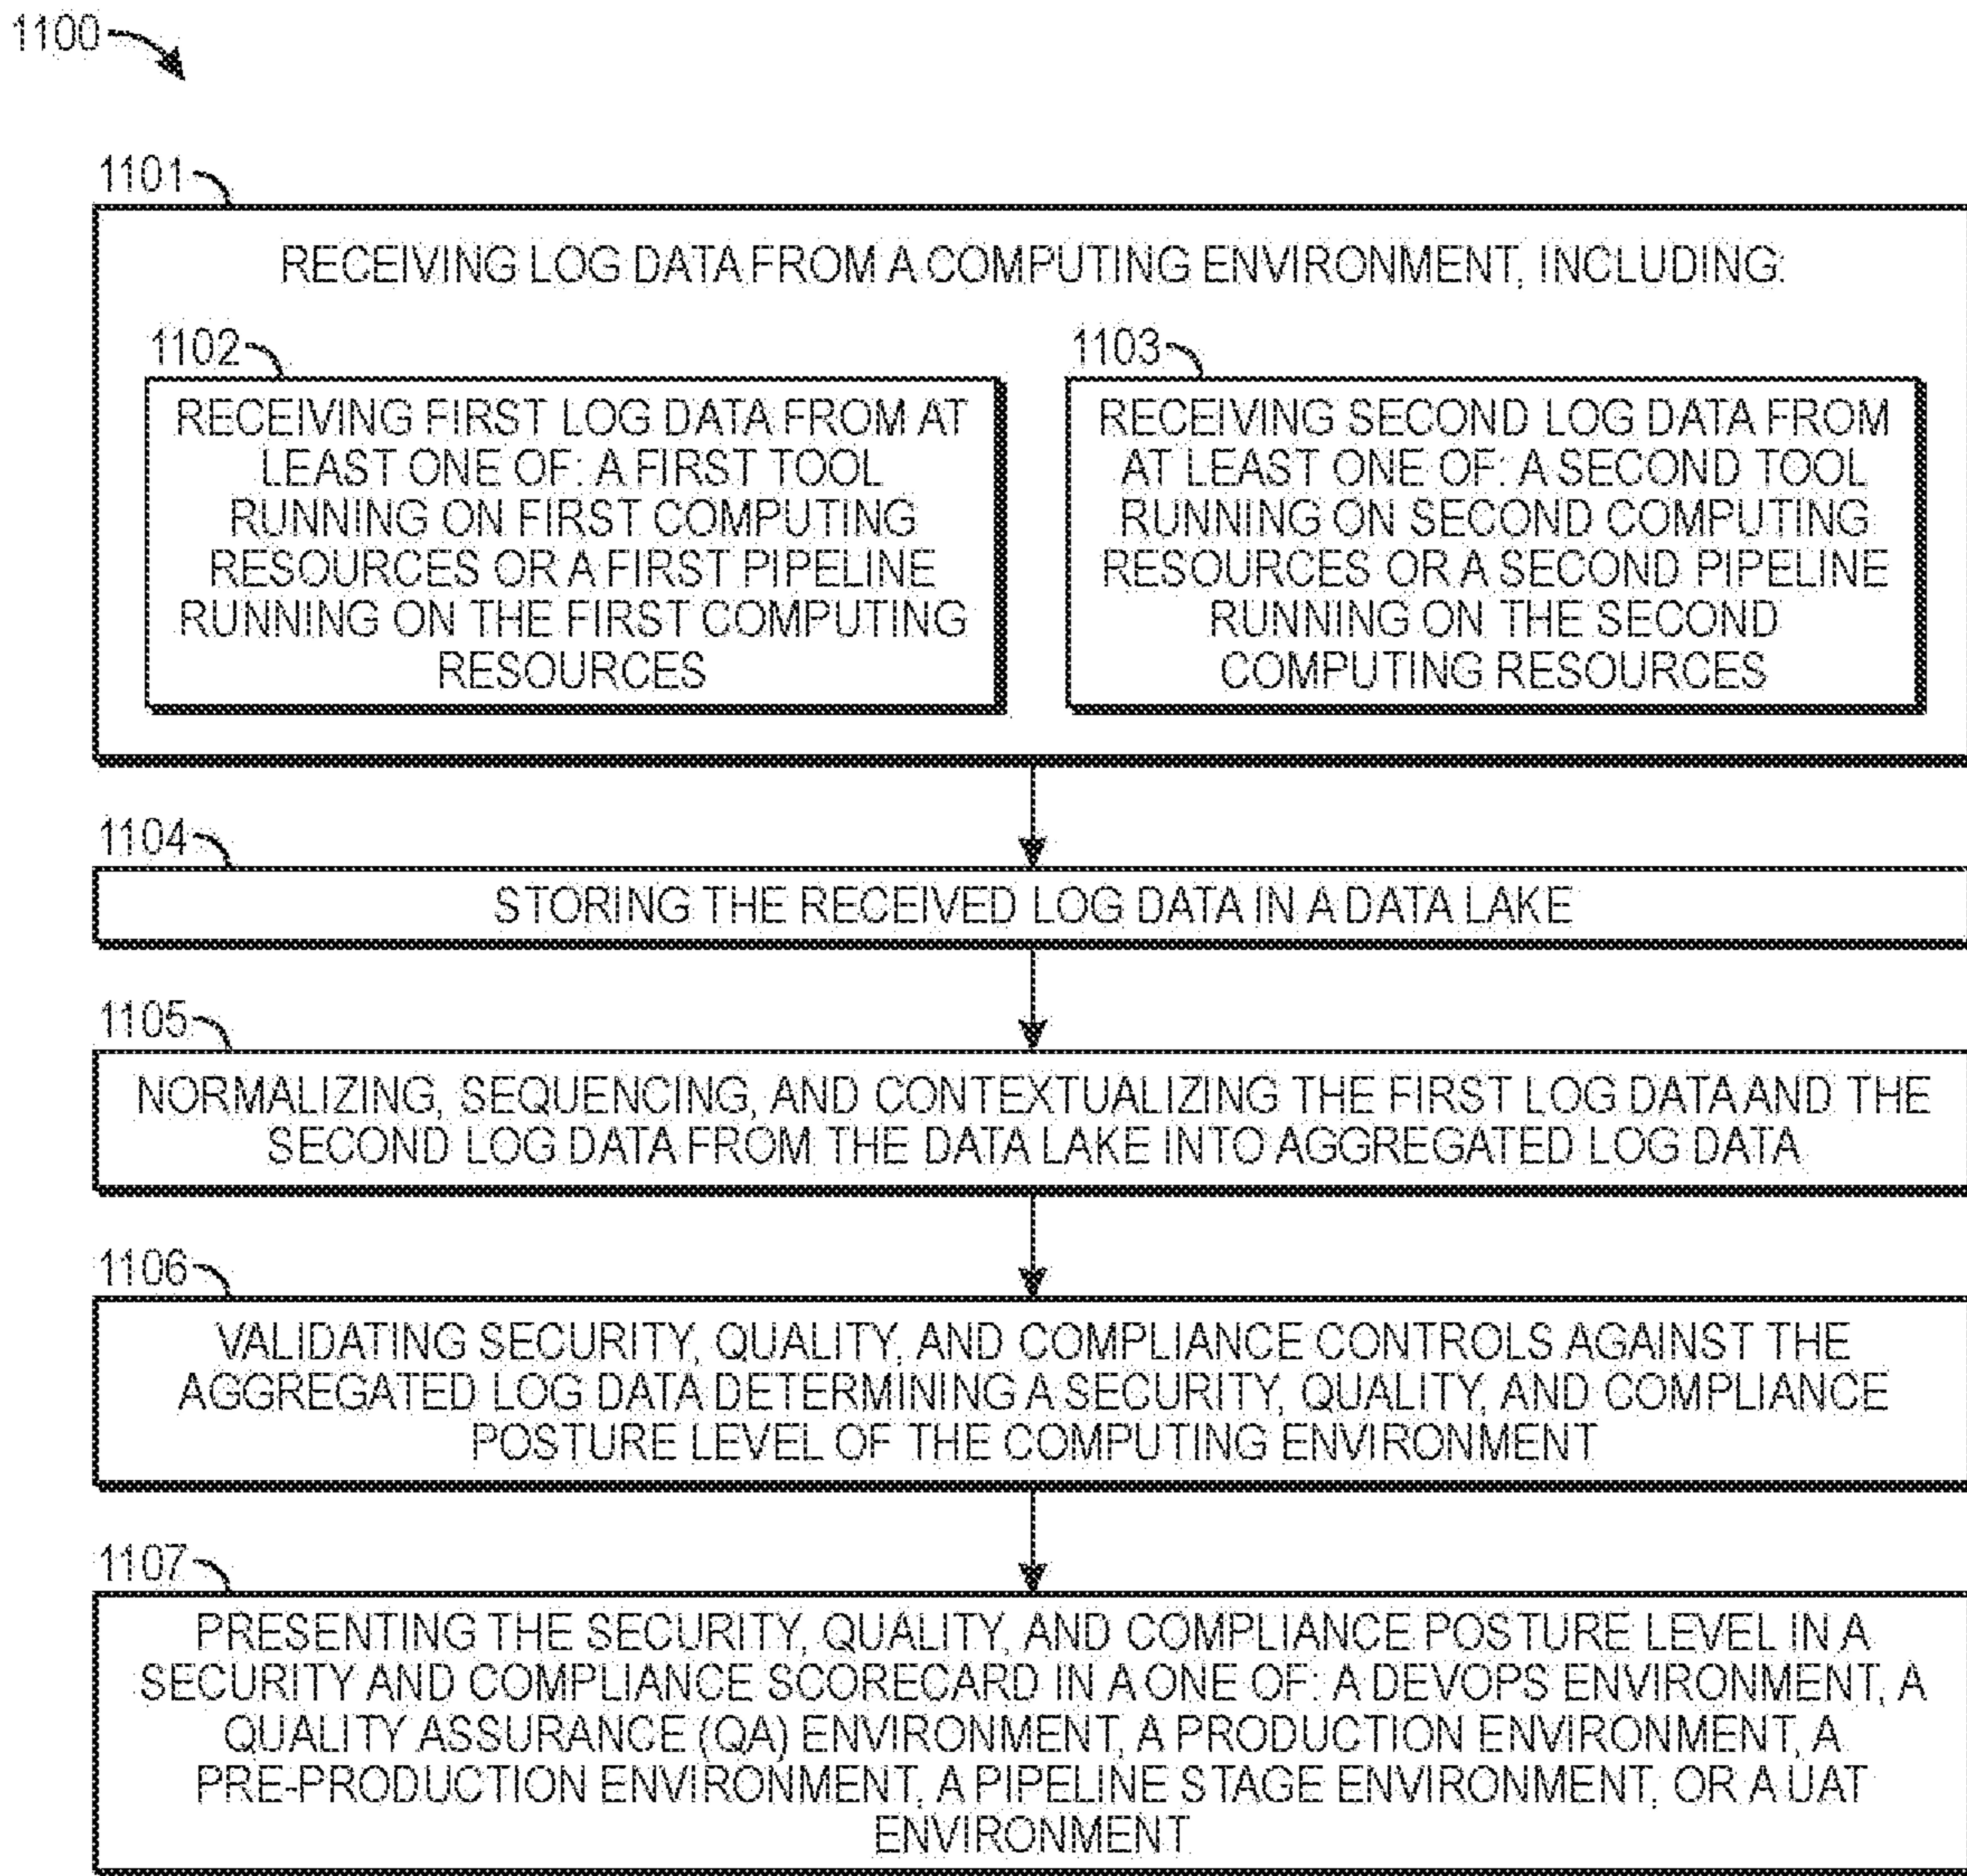 1100
1101
RECEIVING LOG DATA FROM A COMPUTING ENVIRONMENT, INCLUDING:
1102
RECEIVING FIRST LOG DATA FROM AT
LEAST ONE OF: A FIRST TOOL
RUNNING ON FIRST COMPUTING
RESOURCES OR A FIRST PIPELINE
RUNNING ON THE FIRST COMPUTING
RESOURCES
1103
RECEIVING SECOND LOG DATA FROM
AT LEAST ONE OF: A SECOND TOOL
RUNNING ON SECOND COMPUTING
RESOURCES OR A SECOND PIPELINE
RUNNING ON THE SECOND
COMPUTING RESOURCES
1104
STORING THE RECEIVED LOG DATA IN A DATA LAKE
1105
NORMALIZING, SEQUENCING, AND CONTEXTUALIZING THE FIRST LOG DATA AND THE
SECOND LOG DATA FROM THE DATA LAKE INTO AGGREGATED LOG DATA
1106
VALIDATING SECURITY, QUALITY, AND COMPLIANCE CONTROLS AGAINST THE
AGGREGATED LOG DATA DETERMINING A SECURITY, QUALITY, AND COMPLIANCE
POSTURE LEVEL OF THE COMPUTING ENVIRONMENT
1107
PRESENTING THE SECURITY, QUALITY, AND COMPLIANCE POSTURE LEVEL IN A
SECURITY AND COMPLIANCE SCORECARD IN A ONE OF: A DEVOPS ENVIRONMENT, A
QUALITY ASSURANCE (QA) ENVIRONMENT, A PRODUCTION ENVIRONMENT, A
PRE-PRODUCTION ENVIRONMENT, A PIPELINE STAGE ENVIRONMENT, OR A UAT
ENVIRONMENT